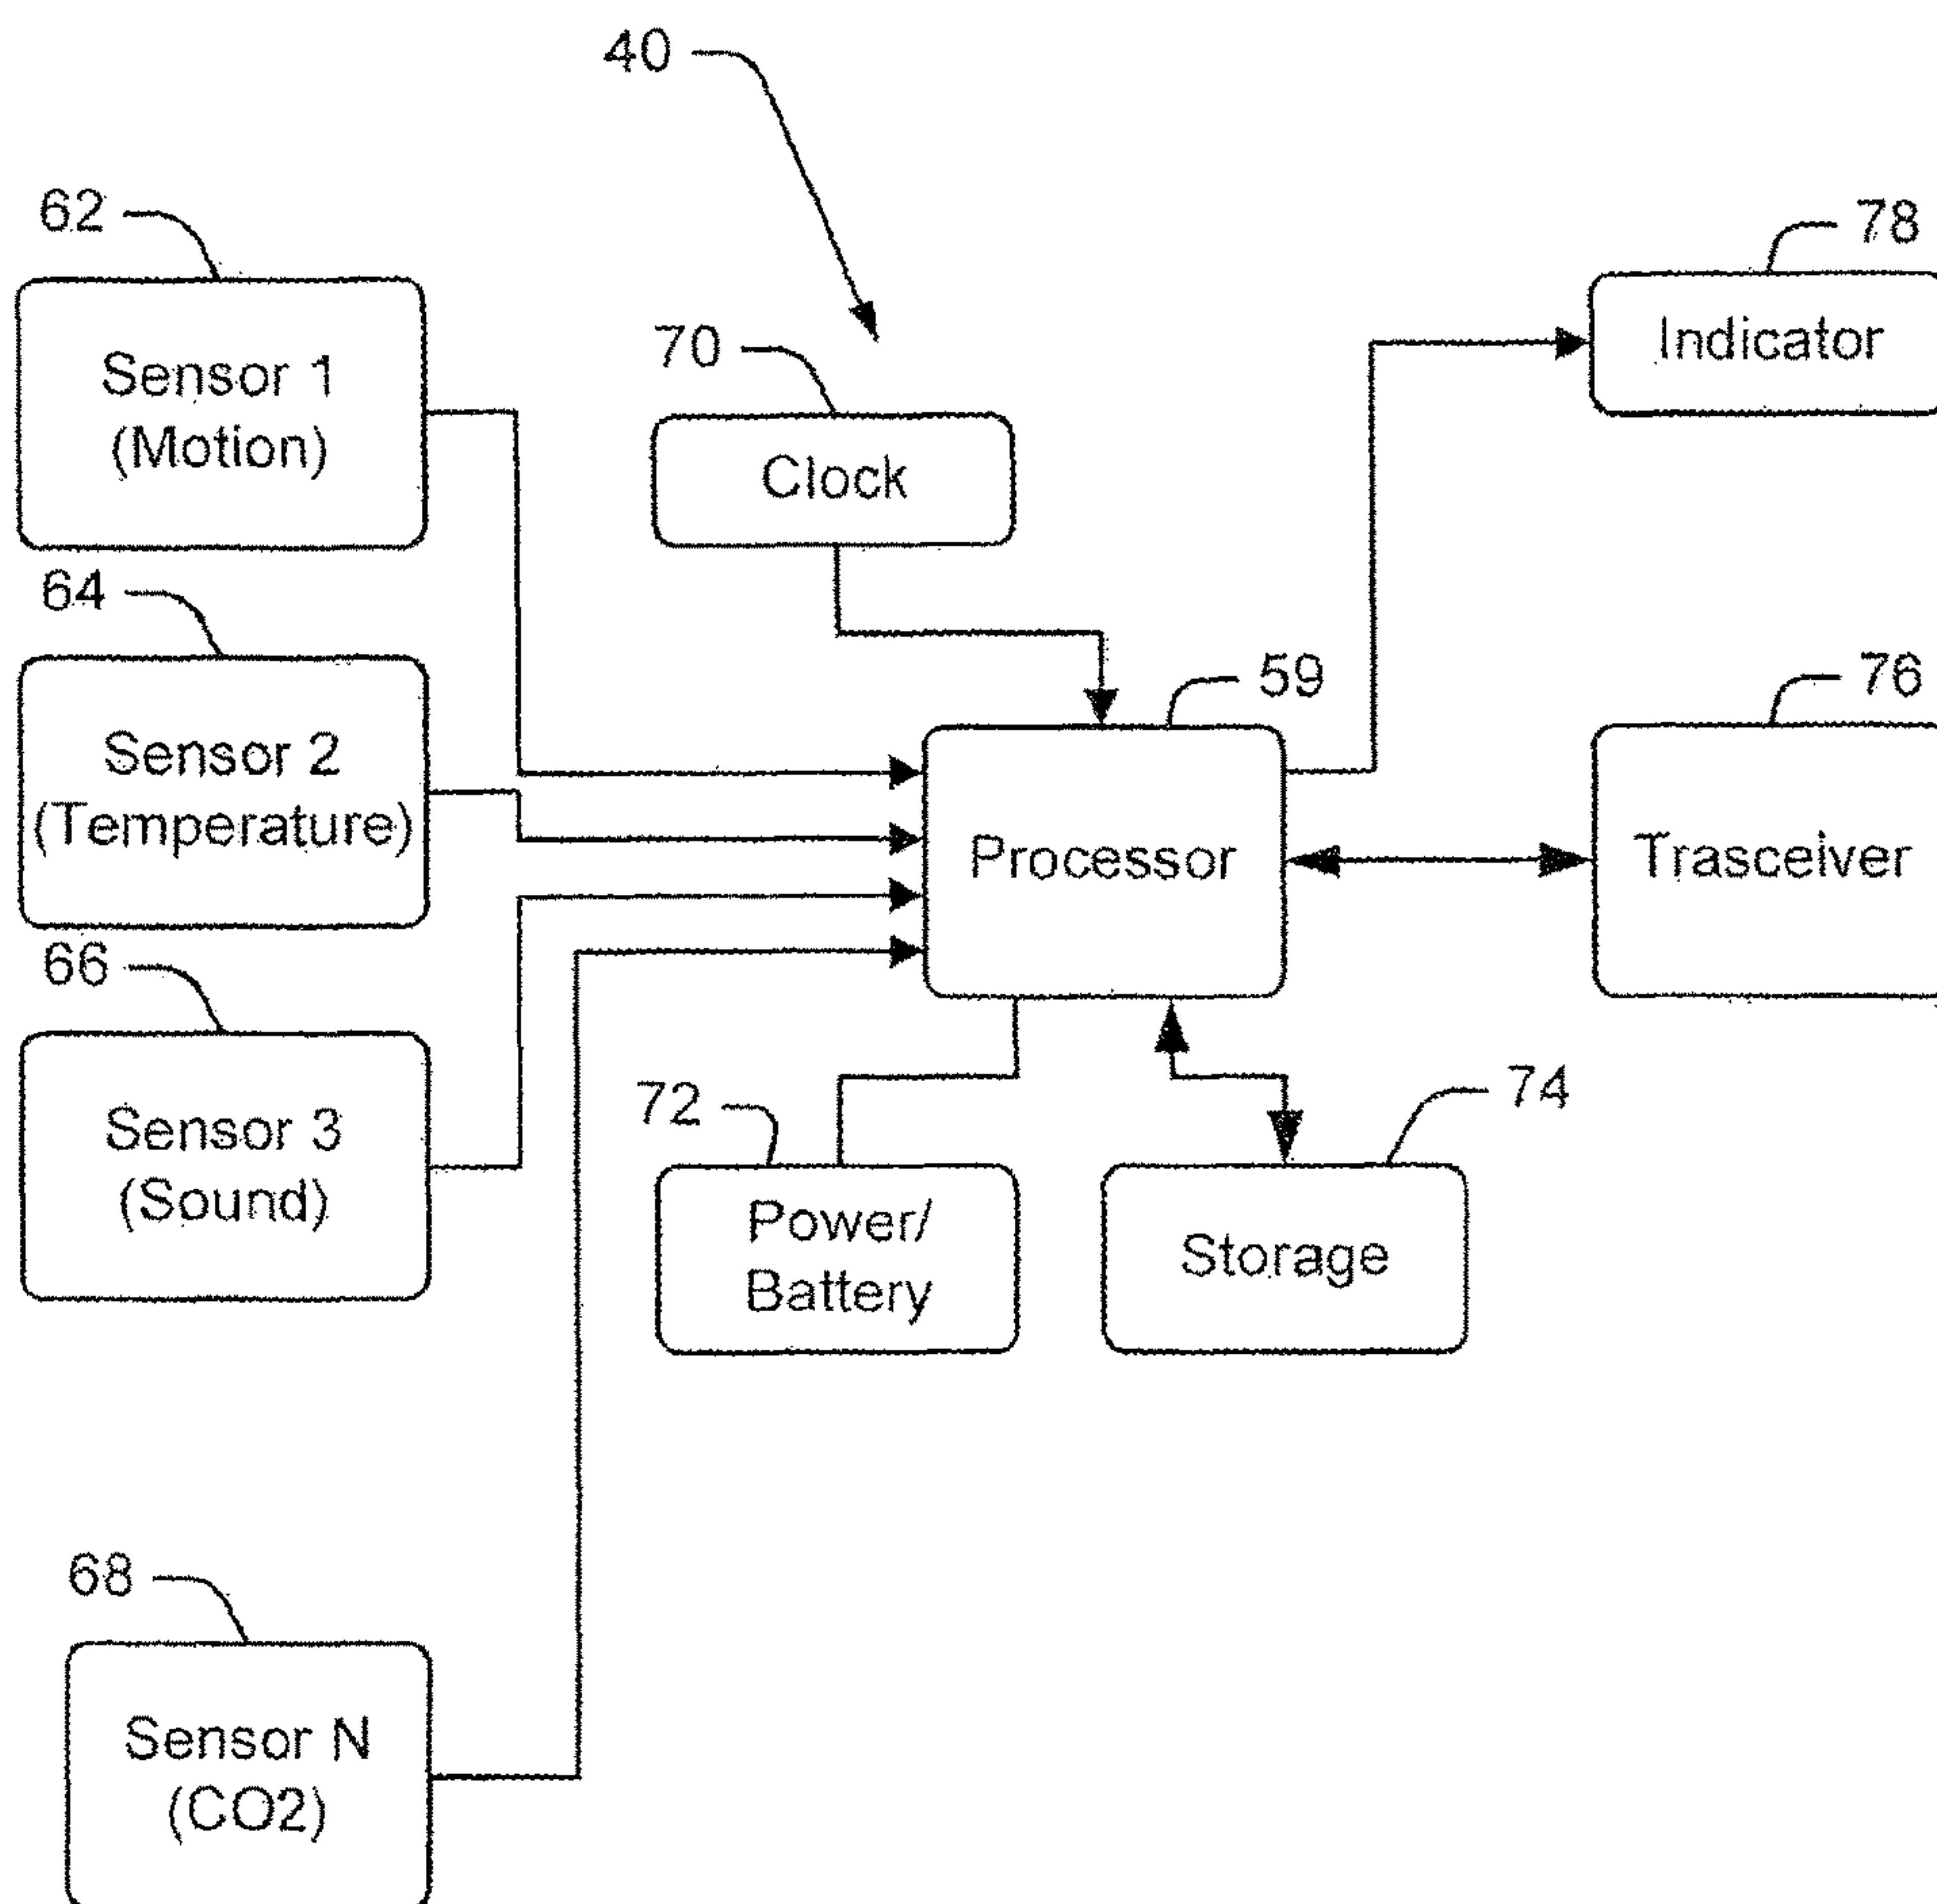 40
62
Sensor 1
(Motion)
70
Clock
78
Indicator
64
Sensor 2
(Temperature)
59
Processor
76
Trasceiver
66
Sensor 3
(Sound)
72
Power/
Battery
74
Storage
68
Sensor N
(CO2)